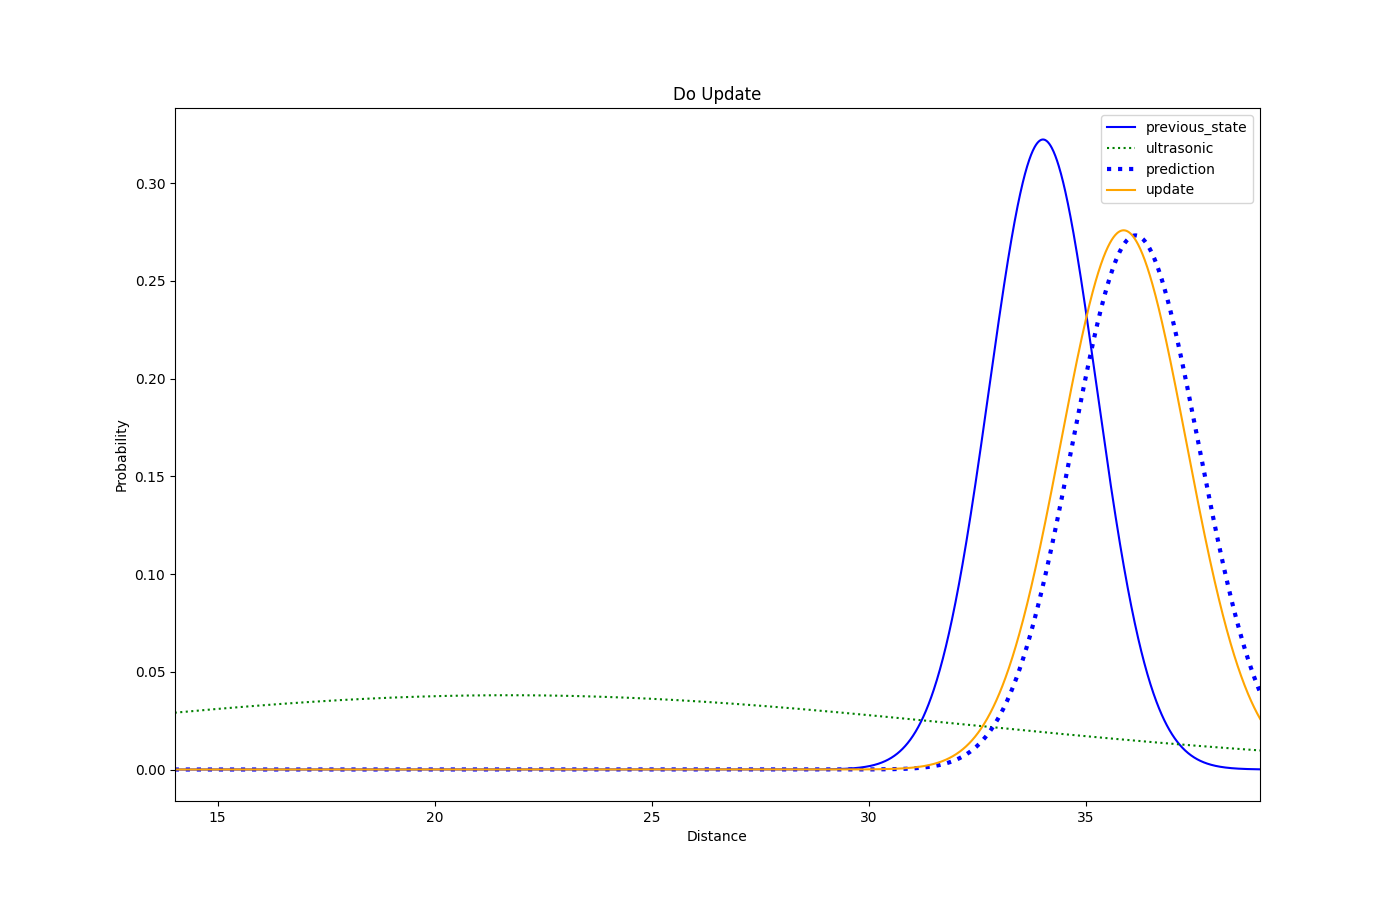 Do Update
previous_state
ultrasonic
prediction
update
0.30
0.25
0.20
0.15
0.10
0.05
0.00
Probability
15 20 25 30 35
Distance